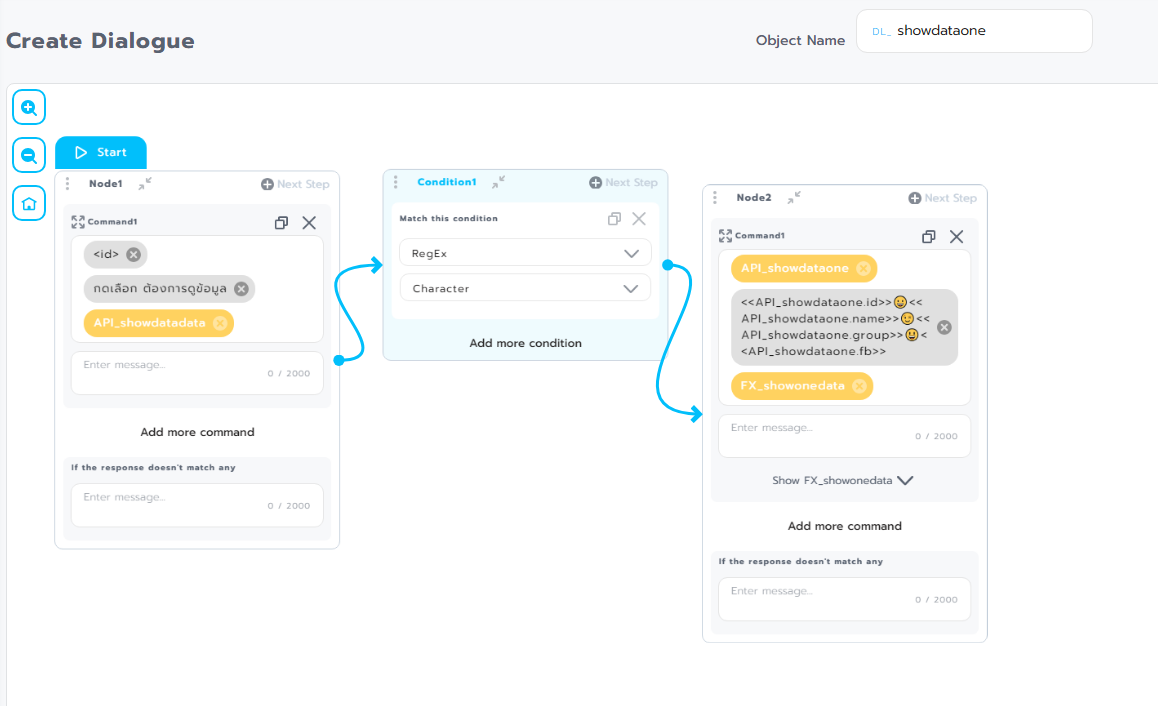 Create Dialogue
Object Name
DL_ showdataone
Start
Node1
Next Step
Command1
<id>
กดเลือก ต้องการดูข้อมูล
API_showdatadata
Enter message...
0 / 2000
Add more command
If the response doesn't match any
Enter message...
0 / 2000
Condition1
Next Step
Match this condition
RegEx
Character
Add more condition
Node2
Next Step
Command1
API_showdataone
<<API_showdataone.id>>😀<<
API_showdataone.name>>😉<<
API_showdataone.group>>😀<
<API_showdataone.fb>>
FX_showonedata
Enter message...
0 / 2000
Show FX_showonedata
Add more command
If the response doesn't match any
Enter message...
0 / 2000